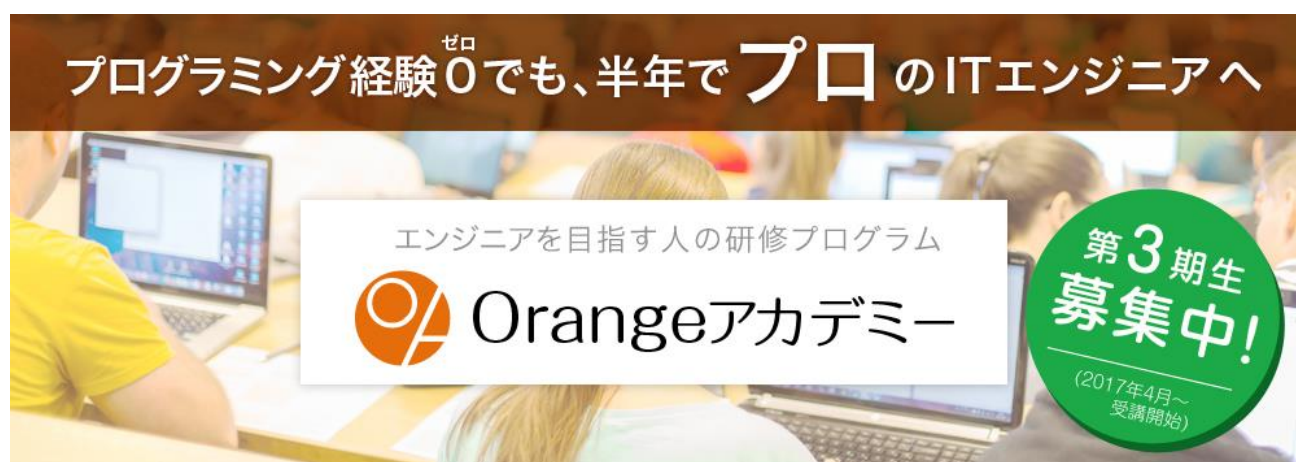 ゼロ
プログラミング経験0でも、半年でプロのITエンジニアへ
エンジニアを目指す人の研修プログラム
Orangeアカデミー
第3期生
募集中!
(2017年4月～
受講開始)